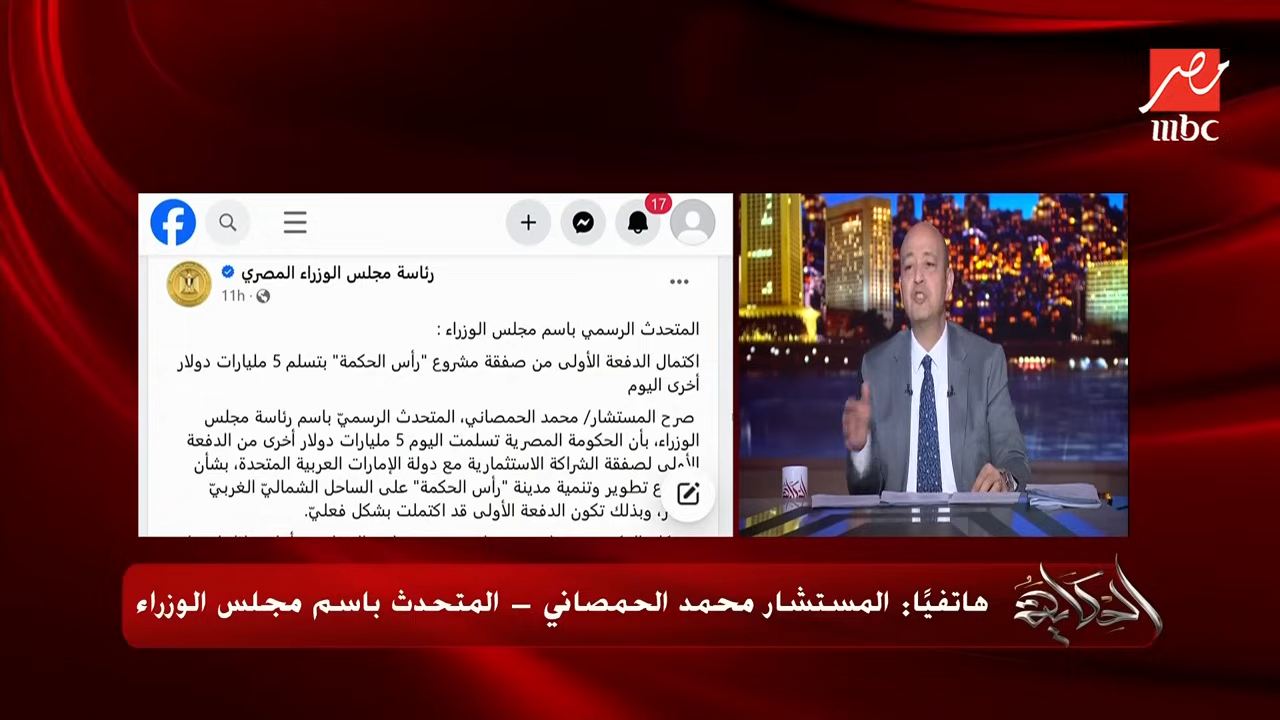 مصر
mbc
17
رئاسة مجلس الوزراء المصري
11h
المتحدث الرسمي باسم مجلس الوزراء :
اكتمال الدفعة الأولى من صفقة مشروع "رأس الحكمة" بتسلم 5 مليارات دولار
أخرى اليوم
صرح المستشار/ محمد الحمصاني، المتحدث الرسميّ باسم رئاسة مجلس
الوزراء، بأن الحكومة المصرية تسلمت اليوم 5 مليارات دولار أخرى من الدفعة
الأولى لصفقة الشراكة الاستثمارية مع دولة الإمارات العربية المتحدة، بشأن
تطوير وتنمية مدينة "رأس الحكمة" على الساحل الشماليّ الغربيّ
وبذلك تكون الدفعة الأولى قد اكتملت بشكل فعليّ.
الحكاية
هاتفيًا: المستشار محمد الحمصاني – المتحدث باسم مجلس الوزراء